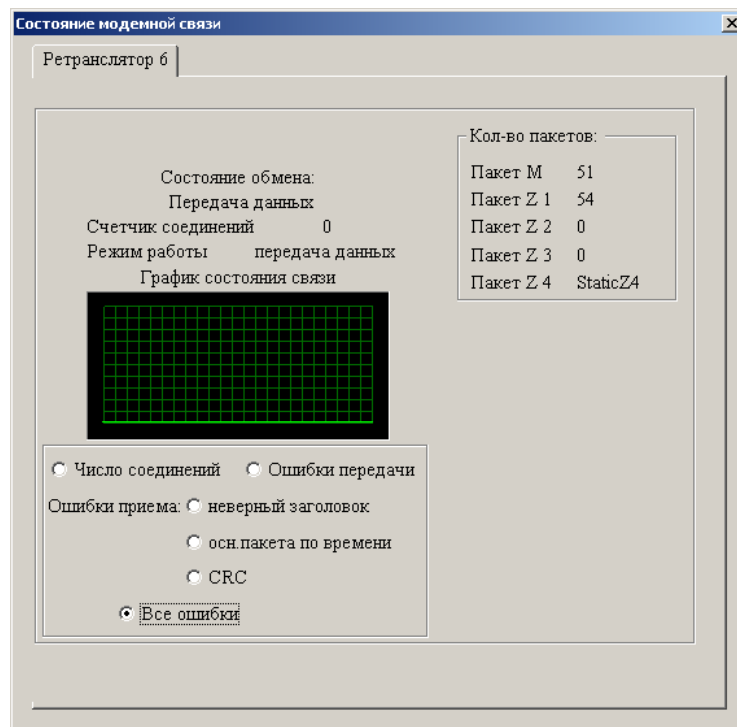 Состояние модемной связи
Ретранслятор 6
Состояние обмена:
Передача данных
Счетчик соединений 0
Режим работы передача данных
График состояния связи
Кол-во пакетов:
Пакет M 51
Пакет Z 1 54
Пакет Z 2 0
Пакет Z 3 0
Пакет Z 4 StaticZ4
Число соединений Ошибки передачи
Ошибки приема: неверный заголовок
осн.пакета по времени
CRC
Все ошибки